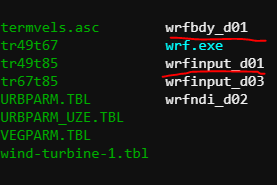 termvels.asc wrfbdy_d01
tr49t67 wrf.exe
tr49t85 wrfinput_d01
tr67t85 wrfinput_d03
URBPARM.TBL wrfndi_d02
URBPARM_UZE.TBL
VEGPARM.TBL
wind-turbine-1.tbl